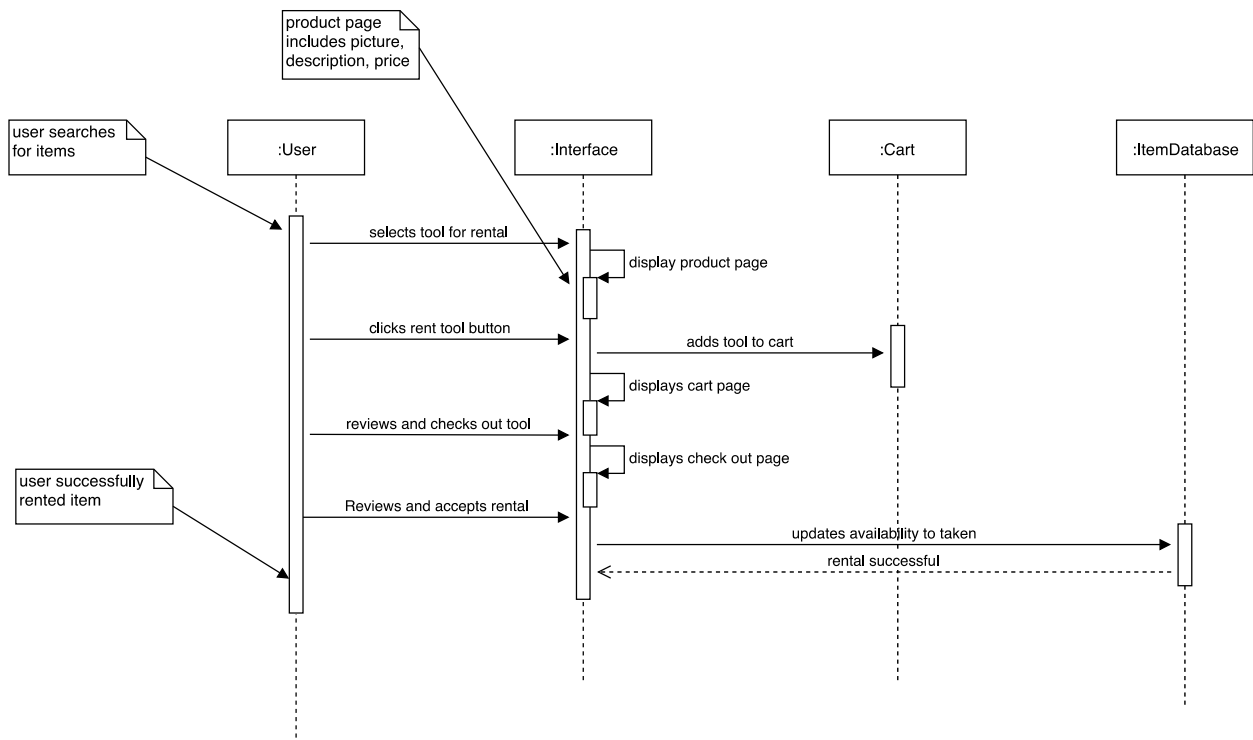 product page
includes picture,
description, price
user searches
for items
:User
:Interface
:Cart
:ItemDatabase
selects tool for rental
display product page
clicks rent tool button
adds tool to cart
displays cart page
reviews and checks out tool
displays check out page
user successfully
rented item
Reviews and accepts rental
updates availability to taken
rental successful